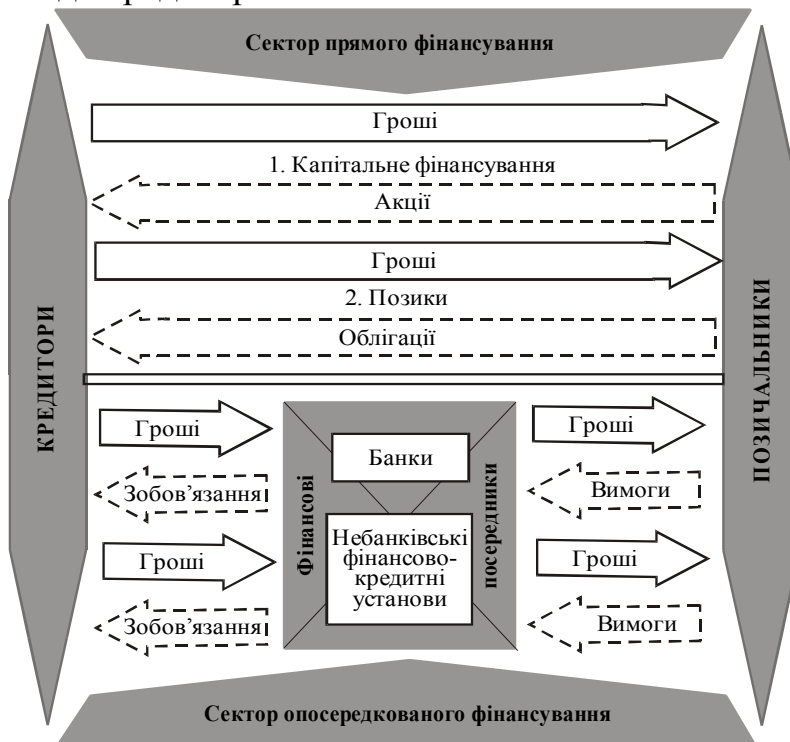 Сектор прямого фінансування
Гроші
1. Капітальне фінансування
Акції
Гроші
2. Позики
Облігації
КРЕДИТОРИ
ПОЗИЧАЛЬНИКИ
Гроші
Зобов’язання
Гроші
Зобов’язання
Фінансові
Банки
Небанківські
фінансово-
кредитні
установи
посередники
Гроші
Вимоги
Гроші
Вимоги
Сектор опосередкованого фінансування